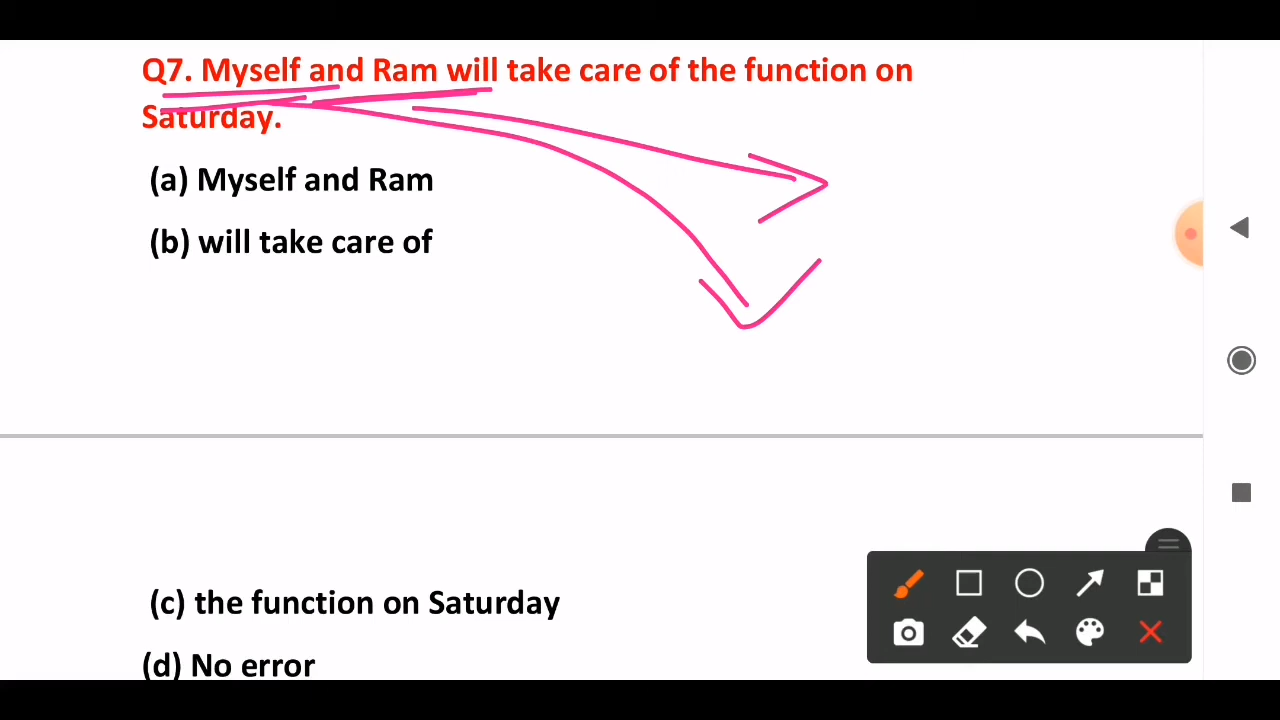 Q7. Myself and Ram will take care of the function on
Saturday.
(a) Myself and Ram
(b) will take care of
(c) the function on Saturday
(d) No error